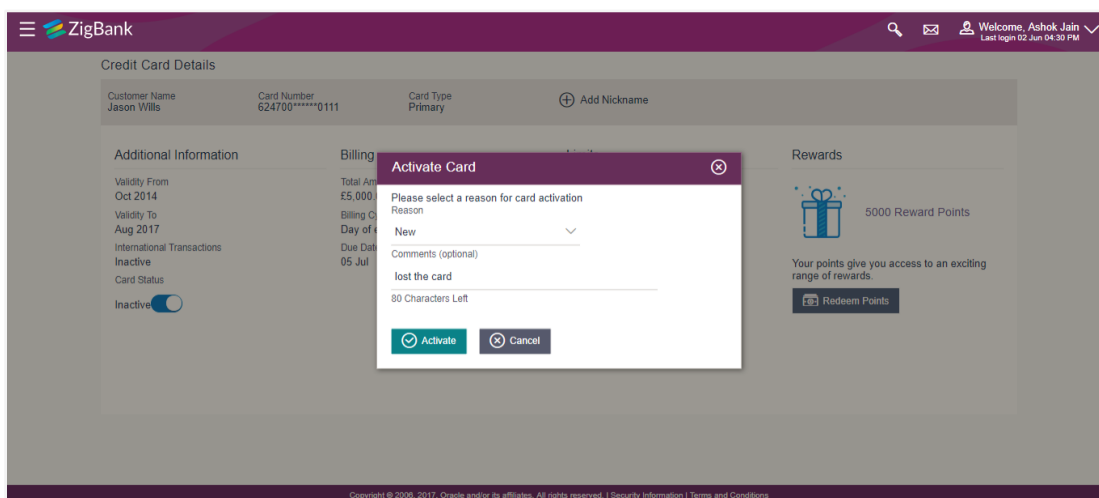 ZigBank
Welcome, Ashok Jain
Last login 02 Jun 04:30 PM
Credit Card Details
Customer Name
Jason Wills
Card Number
624700******0111
Card Type
Primary
Add Nickname
Additional Information
Validity From
Oct 2014
Validity To
Aug 2017
International Transactions
Inactive
Card Status
Inactive
Billing
Total Am
£5,000.
Billing C
Day of e
Due Dat
05 Jul
Activate Card
Please select a reason for card activation
Reason
New
Comments (optional)
lost the card
80 Characters Left
Activate
Cancel
Rewards
5000 Reward Points
Your points give you access to an exciting
range of rewards.
Redeem Points
Copyright © 2006, 2017, Oracle and/or its affiliates. All rights reserved. | Security Information | Terms and Conditions